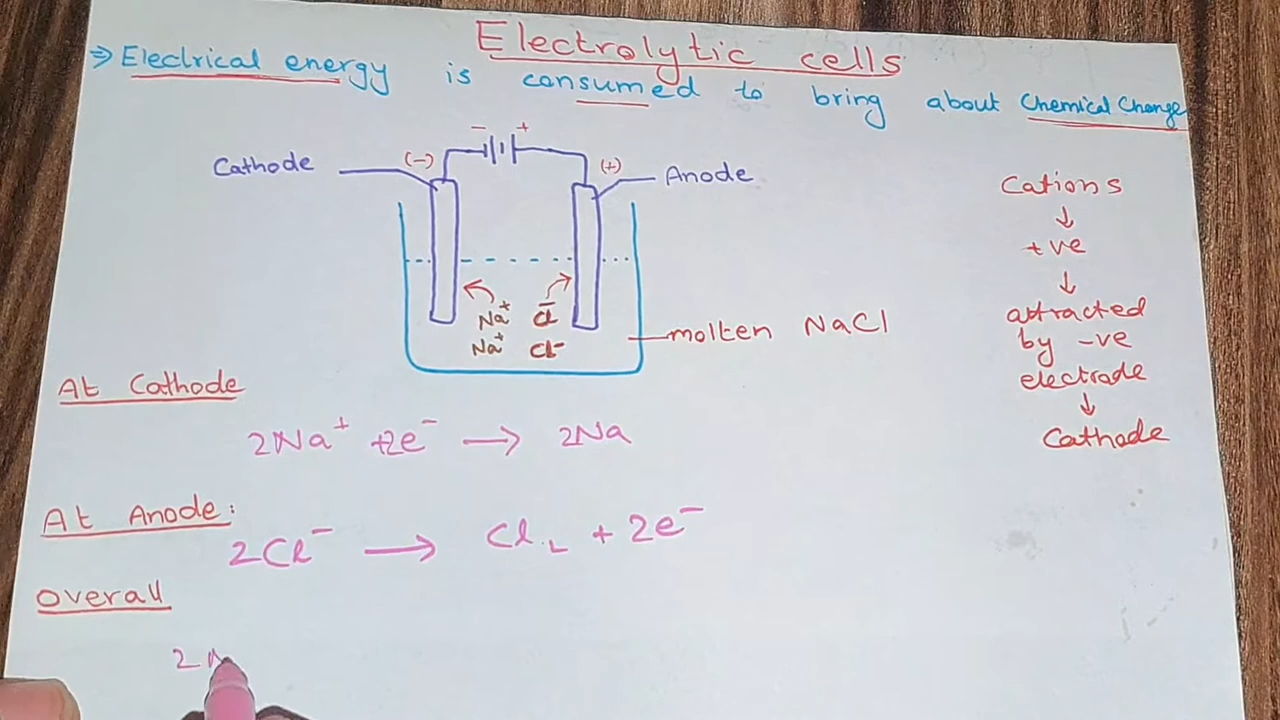 Electrolytic cells
⇒ Electrical energy is consumed to bring about Chemical Change
− +
Cathode (−) (+) Anode
Na⁺ Cl⁻
Na⁺ Cl⁻
molten NaCl
Cations
↓
+ve
↓
attracted
by -ve
electrode
↓
Cathode
At Cathode
2Na⁺ +2e⁻ → 2Na
At Anode:
2Cl⁻ → Cl₂ + 2e⁻
Overall
2